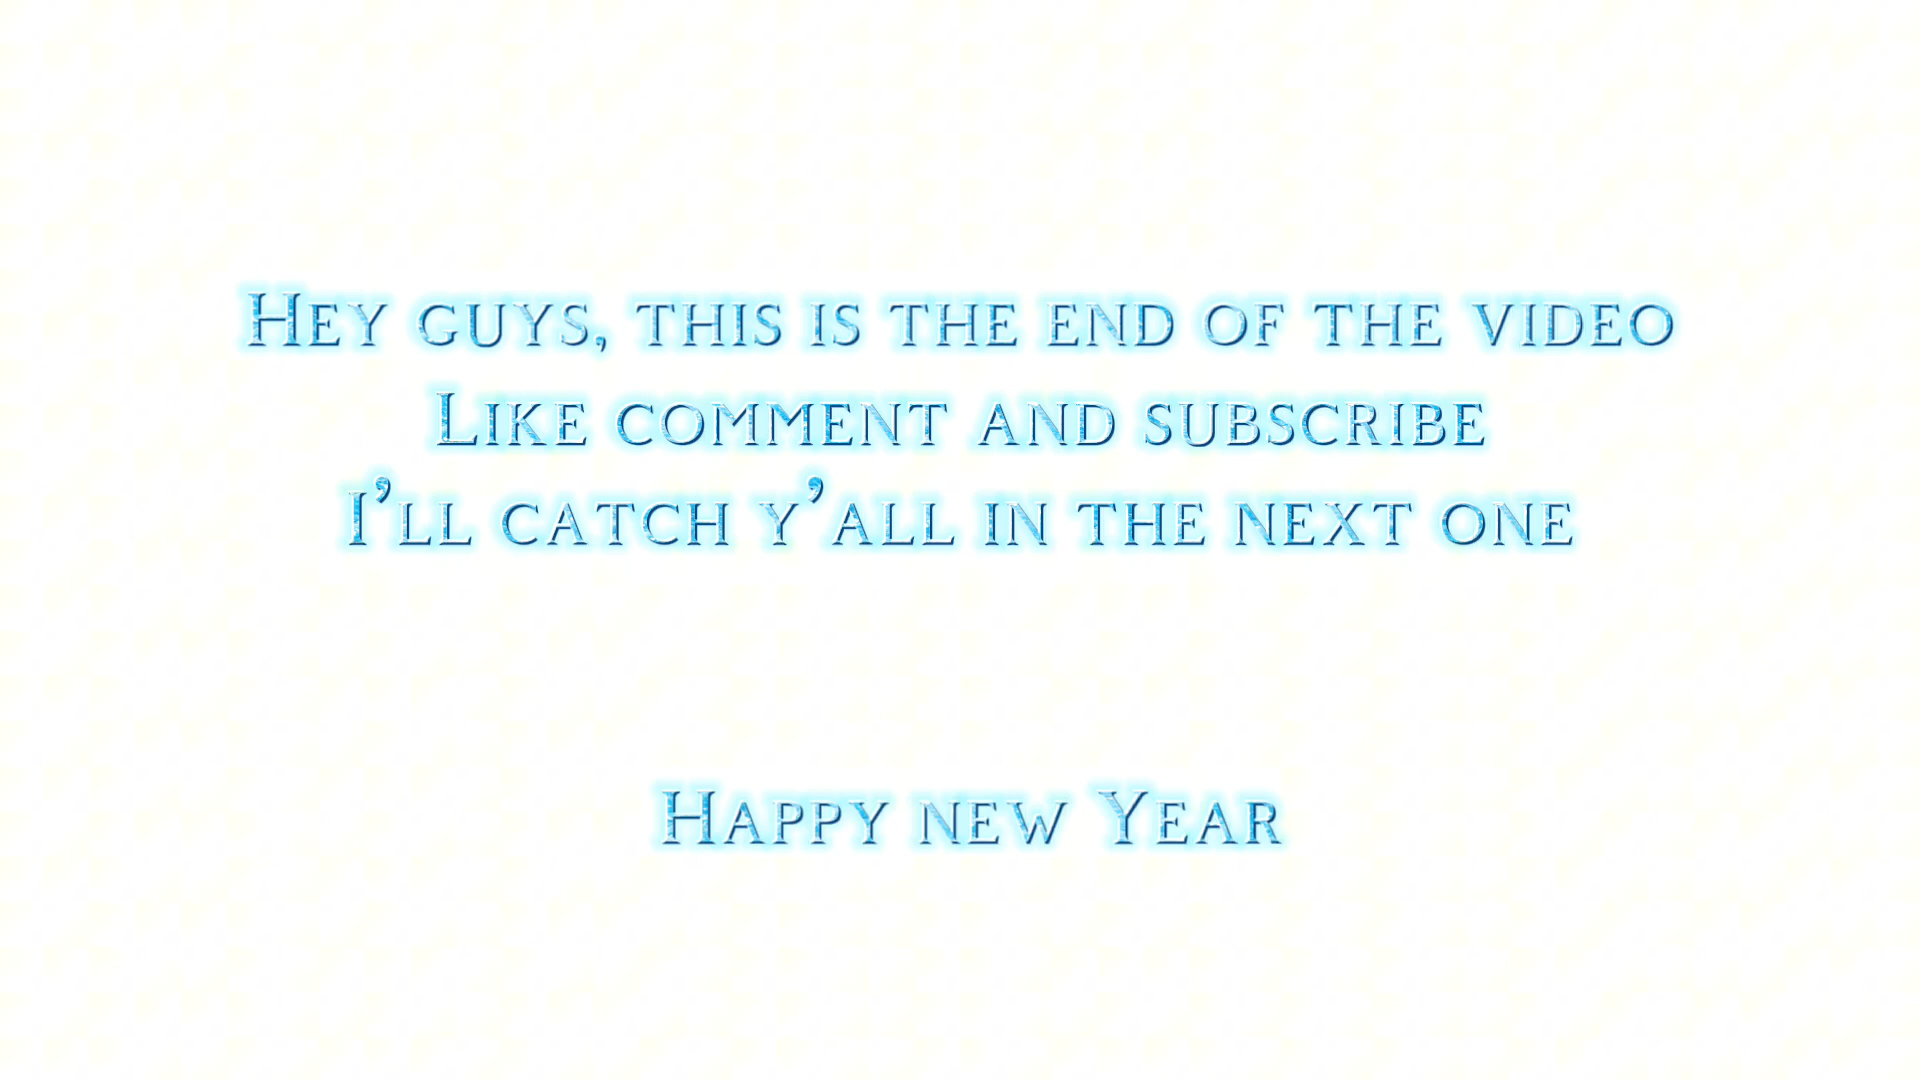 Hey guys, this is the end of the video
Like comment and subscribe
I’ll catch y’all in the next one
Happy new Year